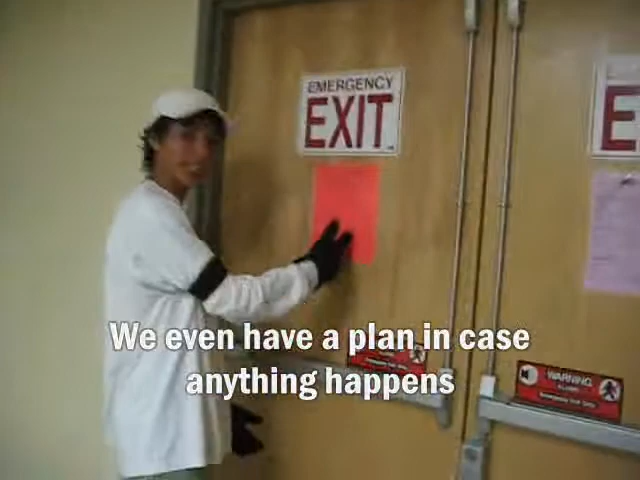 EMERGENCY
EXIT
E
We even have a plan in case
anything happens
WARNING